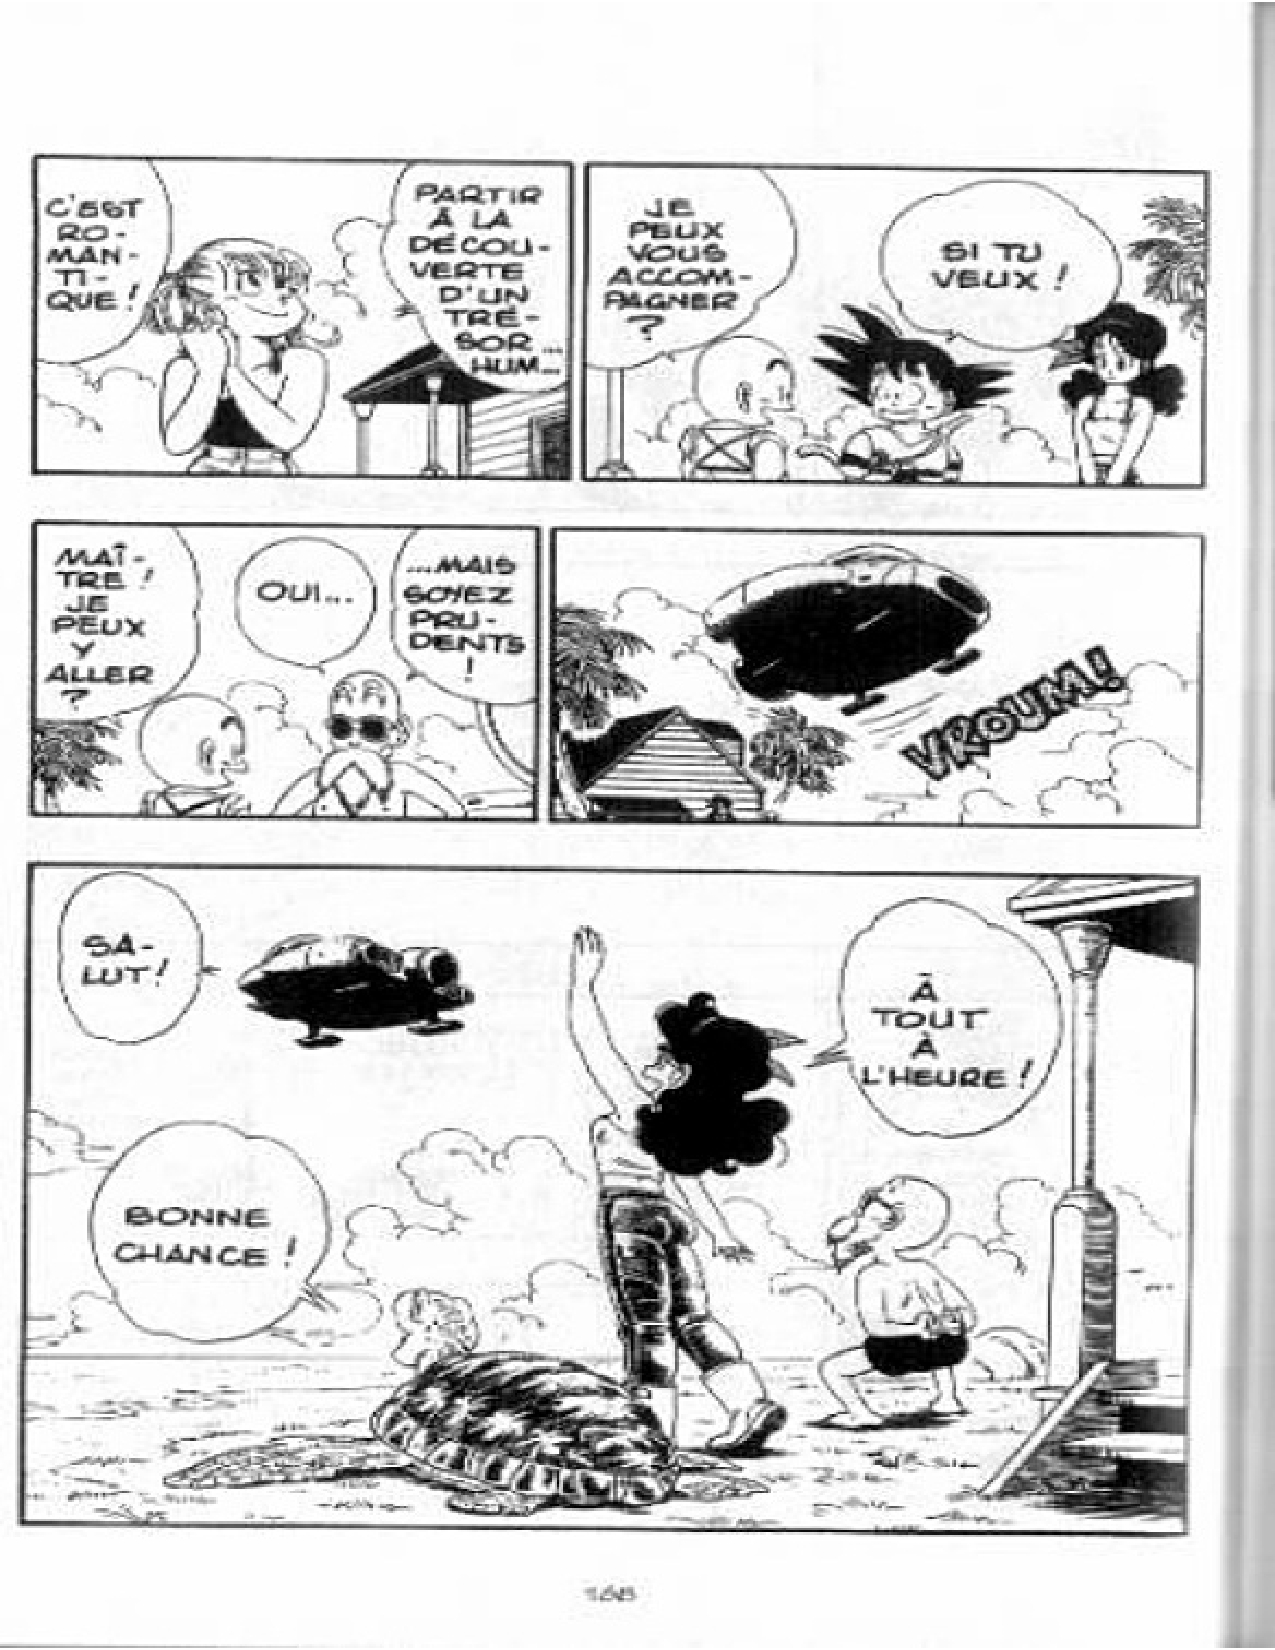 C'EST
RO-
MAN-
TI-
QUE !
PARTIR
À LA
DÉCOU-
VERTE
D'UN
TRÉ-
SOR...
HUM...
JE
PEUX
VOUS
ACCOM-
PAGNER
?
SI TU
VEUX !
MAÎ-
TRE !
JE
PEUX
Y
ALLER
?
OUI...
...MAIS
SOYEZ
PRU-
DENTS
!
VROUM!
SA-
LUT !
À
TOUT
À
L'HEURE !
BONNE
CHANCE !